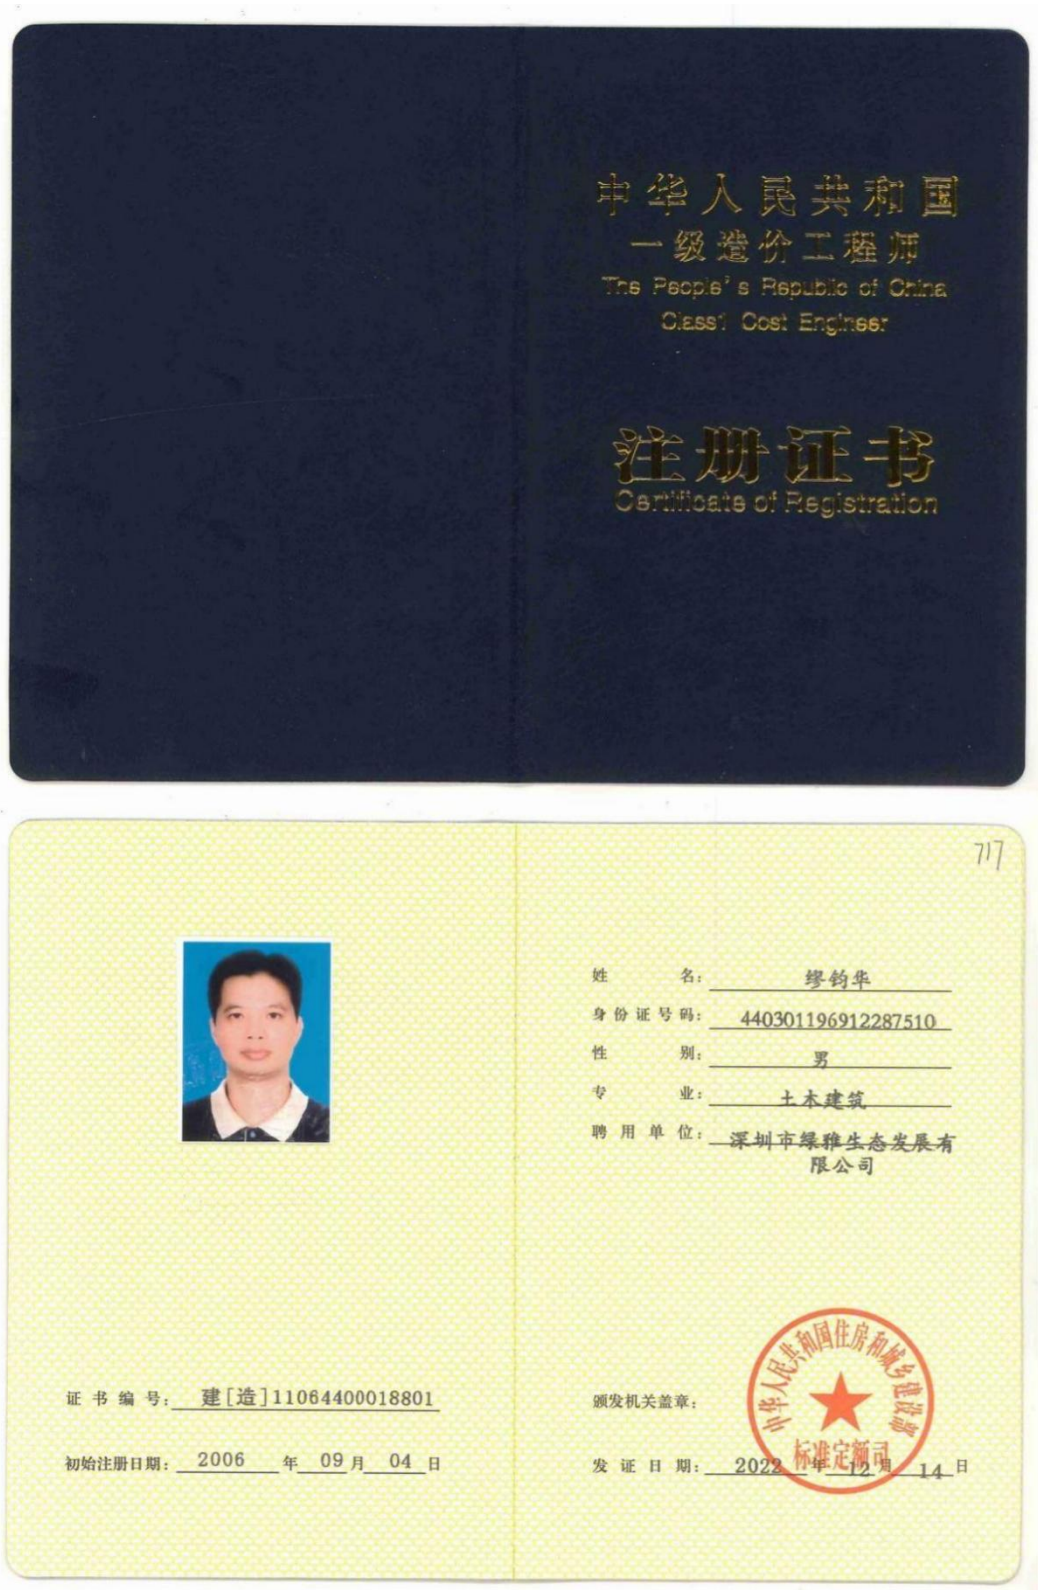 中华人民共和国
一级造价工程师
The People's Republic of China
Class1 Cost Engineer
注册证书
Certificate of Registration
717
姓 名: 缪钧华
身份证号码: 440301196912287510
性 别: 男
专 业: 土木建筑
聘用单位: 深圳市绿雅生态发展有
限公司
证书编号: 建[造]11064400018801
初始注册日期: 2006 年 09 月 04 日
颁发机关盖章:
中华人民共和国住房和城乡建设部
标准定额司
发证日期: 2022 年 12 月 14 日